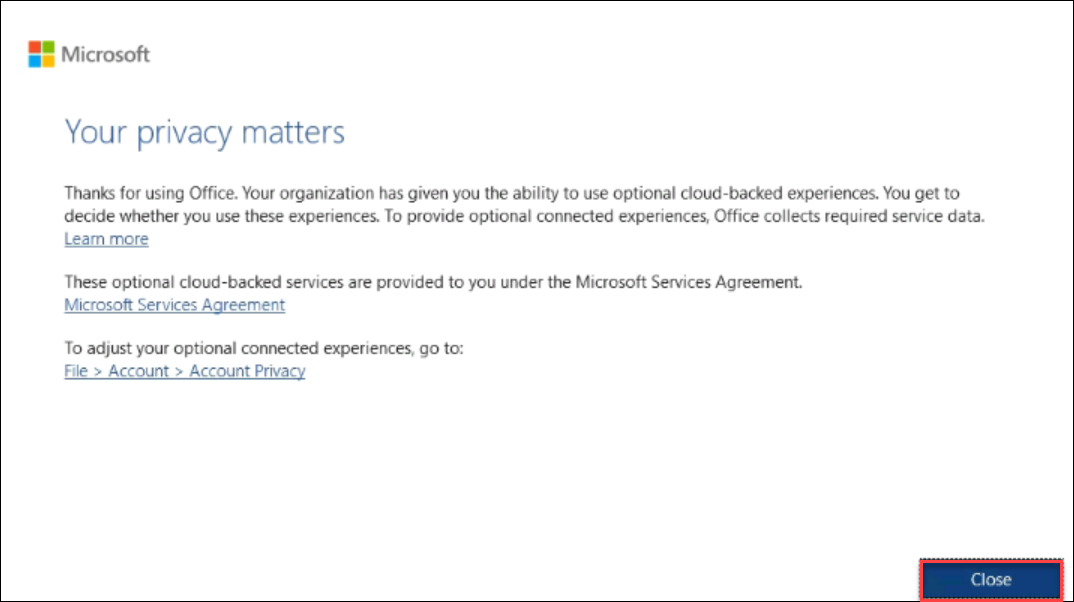 Microsoft
Your privacy matters
Thanks for using Office. Your organization has given you the ability to use optional cloud-backed experiences. You get to
decide whether you use these experiences. To provide optional connected experiences, Office collects required service data.
Learn more
These optional cloud-backed services are provided to you under the Microsoft Services Agreement.
Microsoft Services Agreement
To adjust your optional connected experiences, go to:
File > Account > Account Privacy
Close